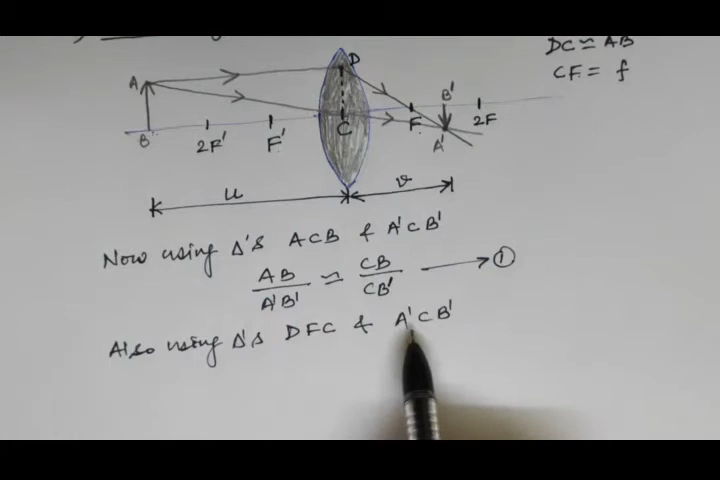 DC ≃ AB
CF = f
A
D
B'
B
2F'
F'
C
F
2F
A'
u
v
Now using Δ's ACB & A'CB'
AB/A'B' ≃ CB/CB' → ①
Also using Δ's DFC & A'CB'